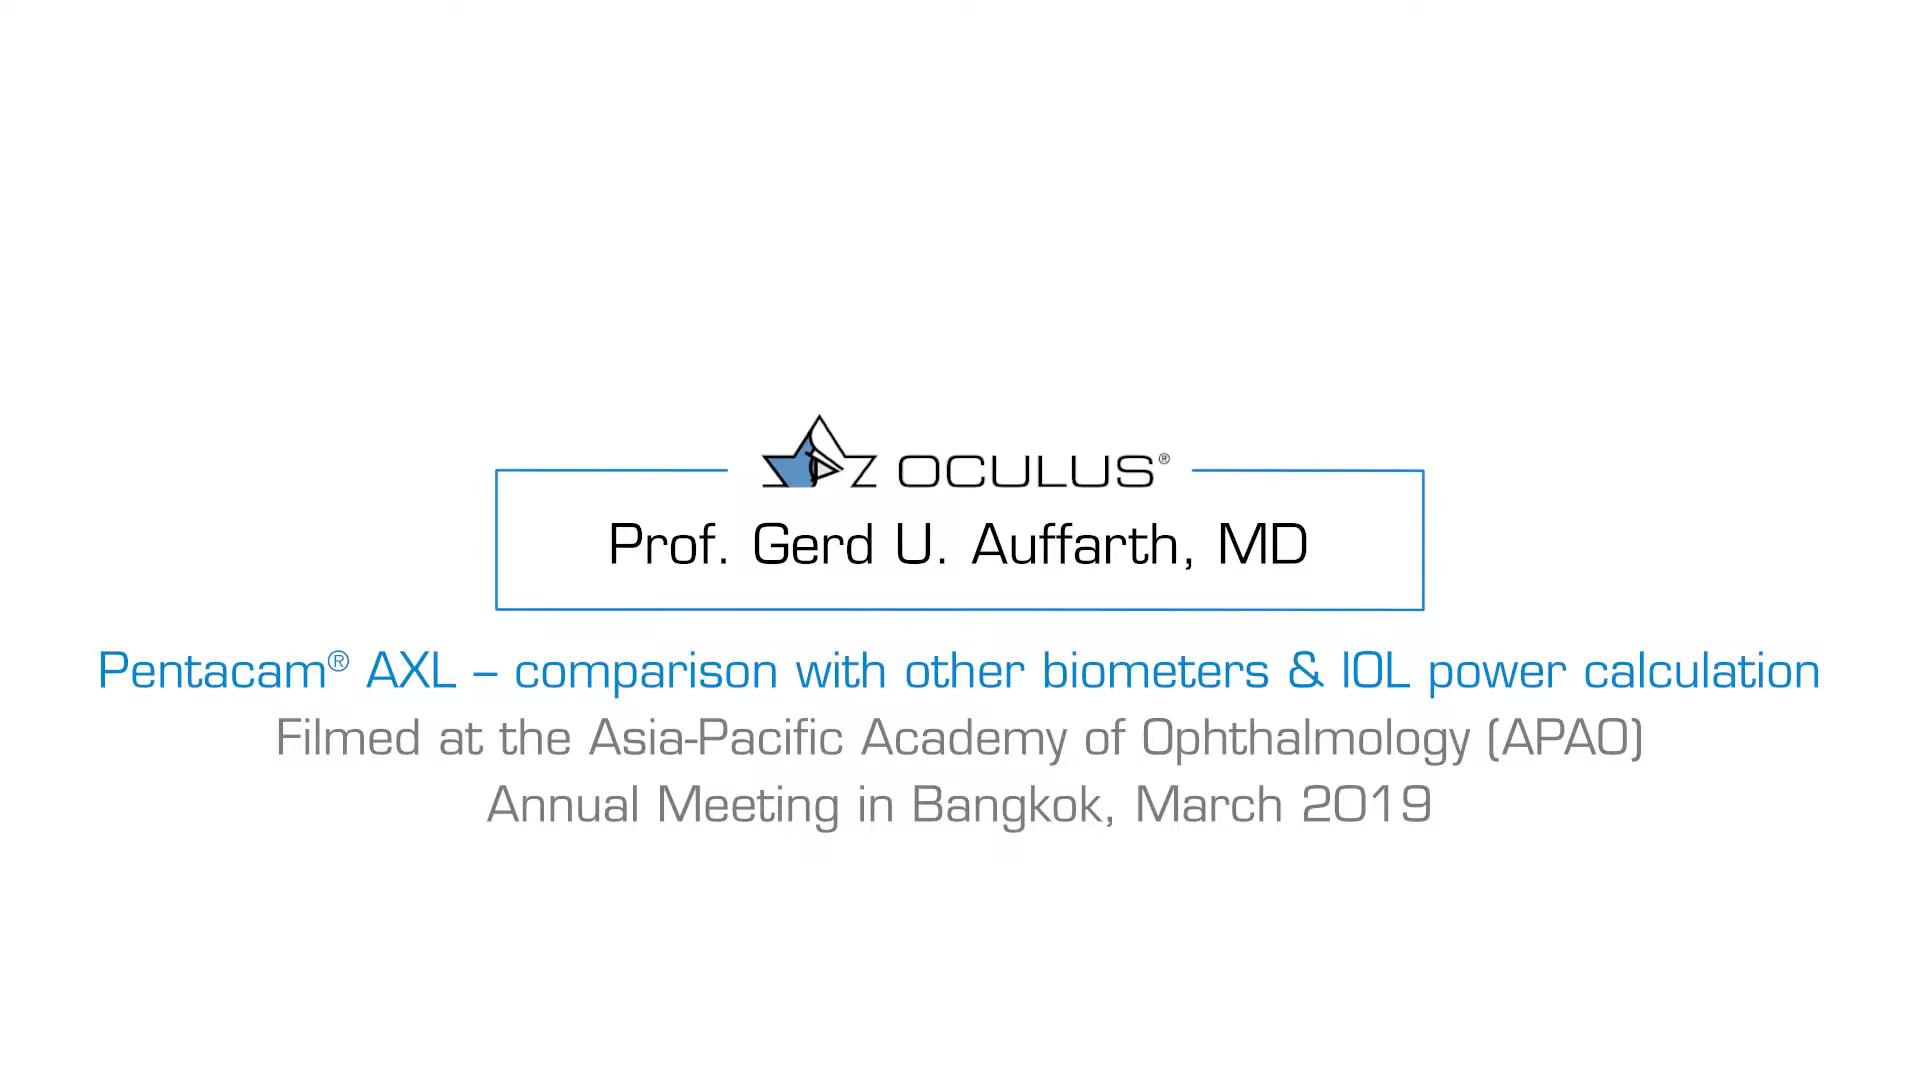 OCULUS®
Prof. Gerd U. Auffarth, MD
Pentacam® AXL – comparison with other biometers & IOL power calculation
Filmed at the Asia-Pacific Academy of Ophthalmology (APAO)
Annual Meeting in Bangkok, March 2019